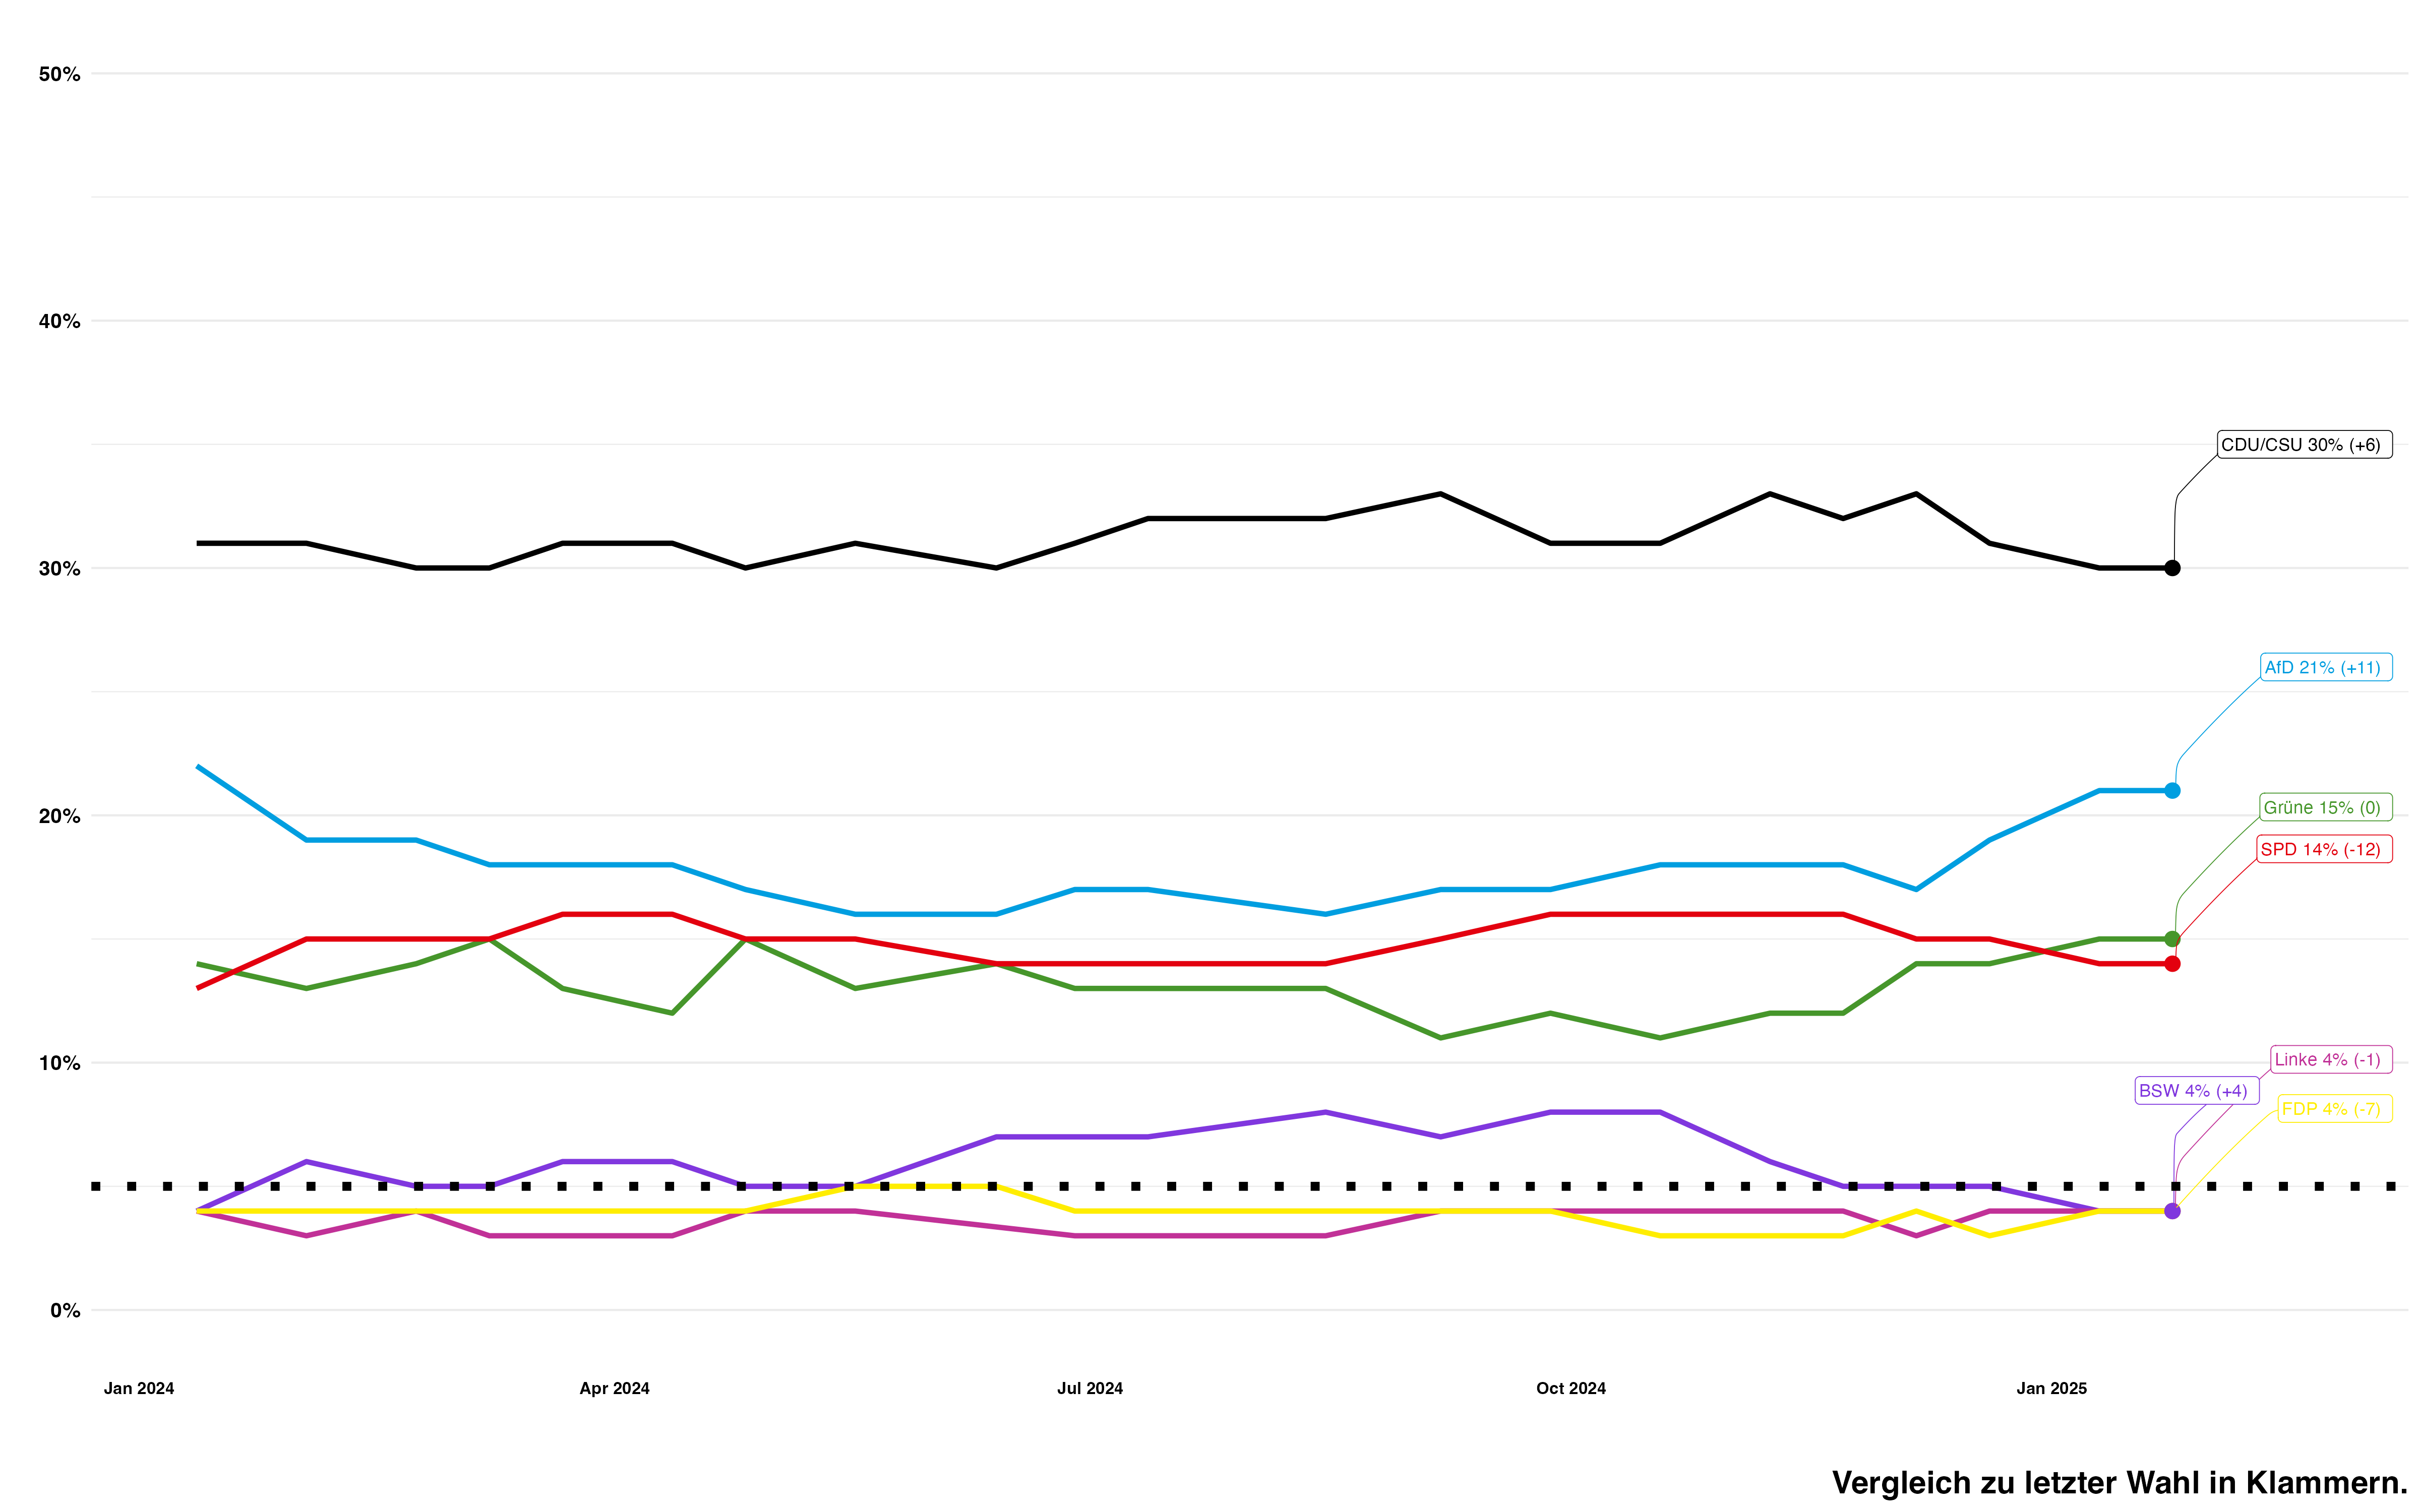 50%
40%
30%
20%
10%
0%
CDU/CSU 30% (+6)
AfD 21% (+11)
Grüne 15% (0)
SPD 14% (-12)
Linke 4% (-1)
BSW 4% (+4)
FDP 4% (-7)
Jan 2024
Apr 2024
Jul 2024
Oct 2024
Jan 2025
Vergleich zu letzter Wahl in Klammern.